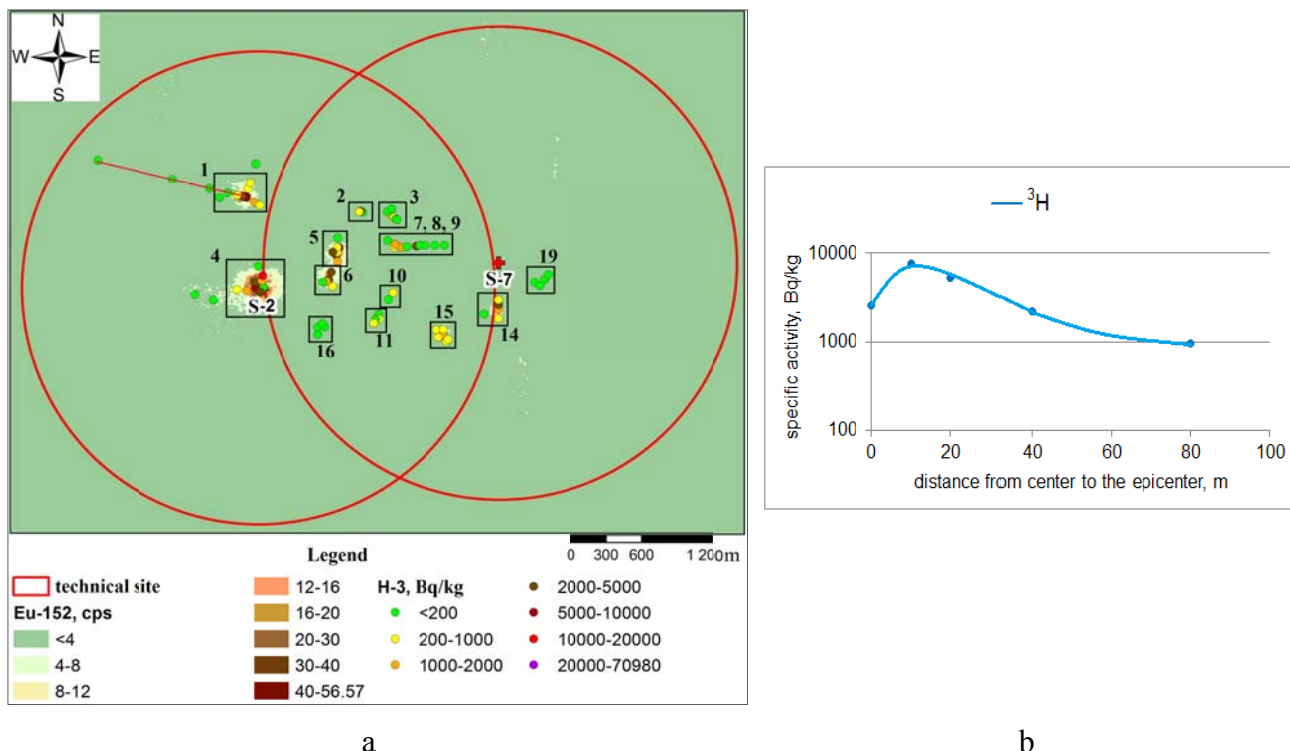 N
W E
S
1
2
3
7, 8, 9
5
4
6
10
S-7
19
S-2
11
15
14
16
Legend
0 300 600 1 200m
technical site
Eu-152, cps
<4
4-8
8-12
12-16
16-20
20-30
30-40
40-56.57
H-3, Bq/kg
<200
200-1000
1000-2000
2000-5000
5000-10000
10000-20000
20000-70980
a
³H
specific activity, Bq/kg
10000
1000
100
0 20 40 60 80 100
distance from center to the epicenter, m
b